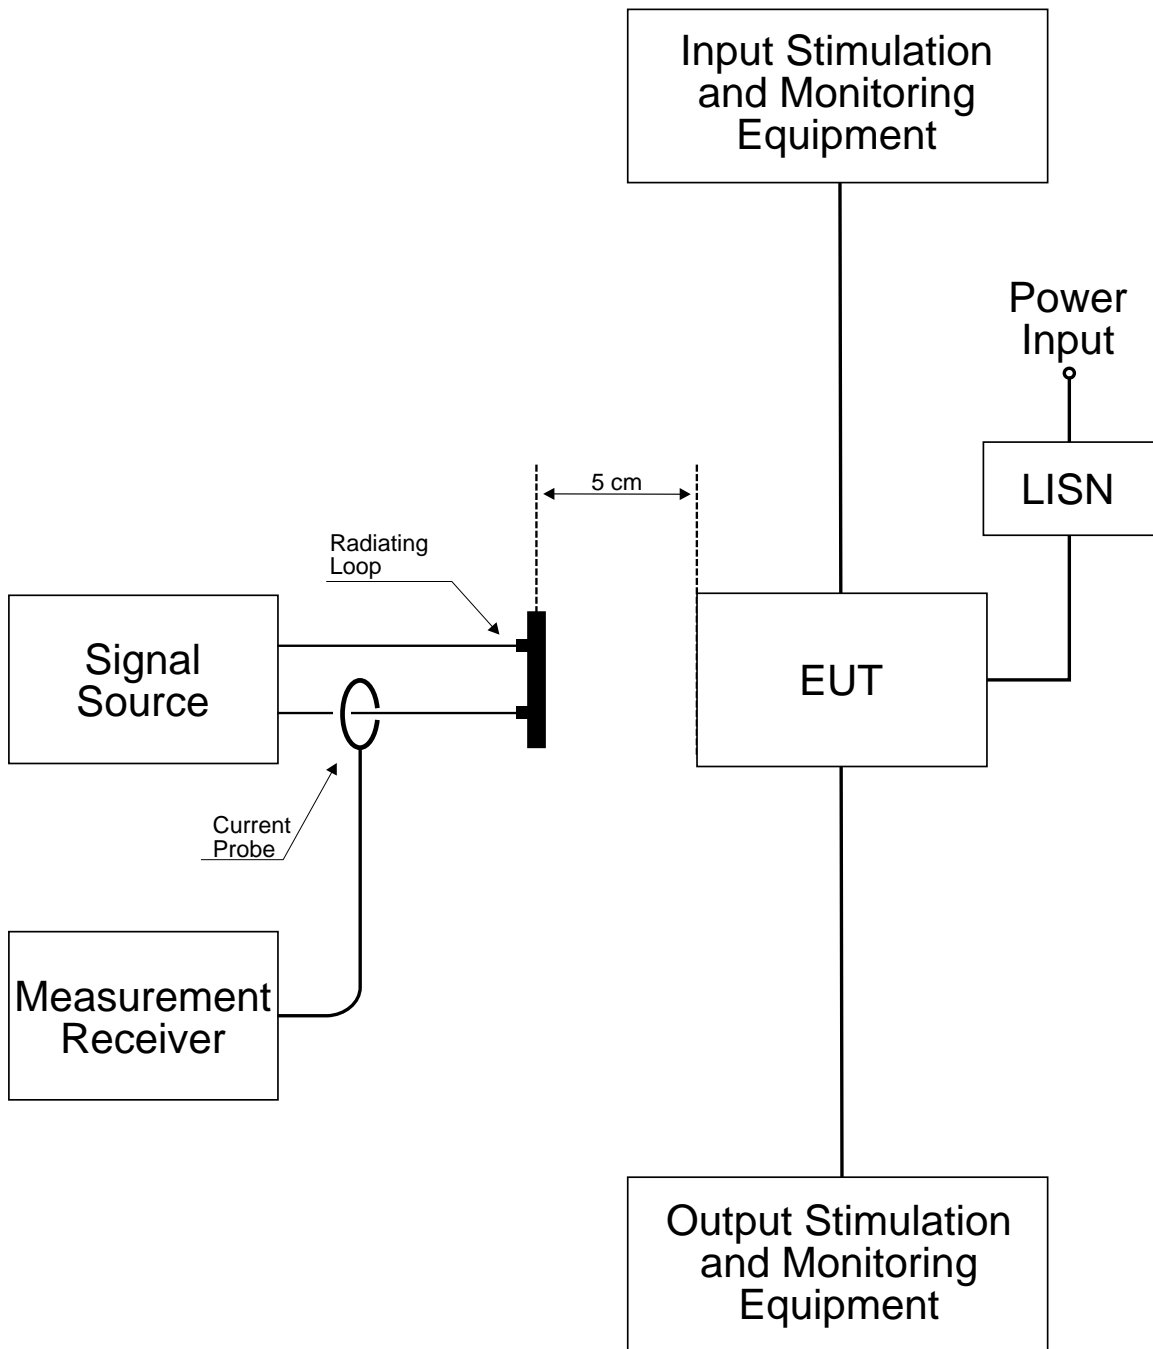 Input Stimulation
and Monitoring
Equipment
Power
Input
LISN
5 cm
Radiating
Loop
Signal
Source
EUT
Current
Probe
Measurement
Receiver
Output Stimulation
and Monitoring
Equipment